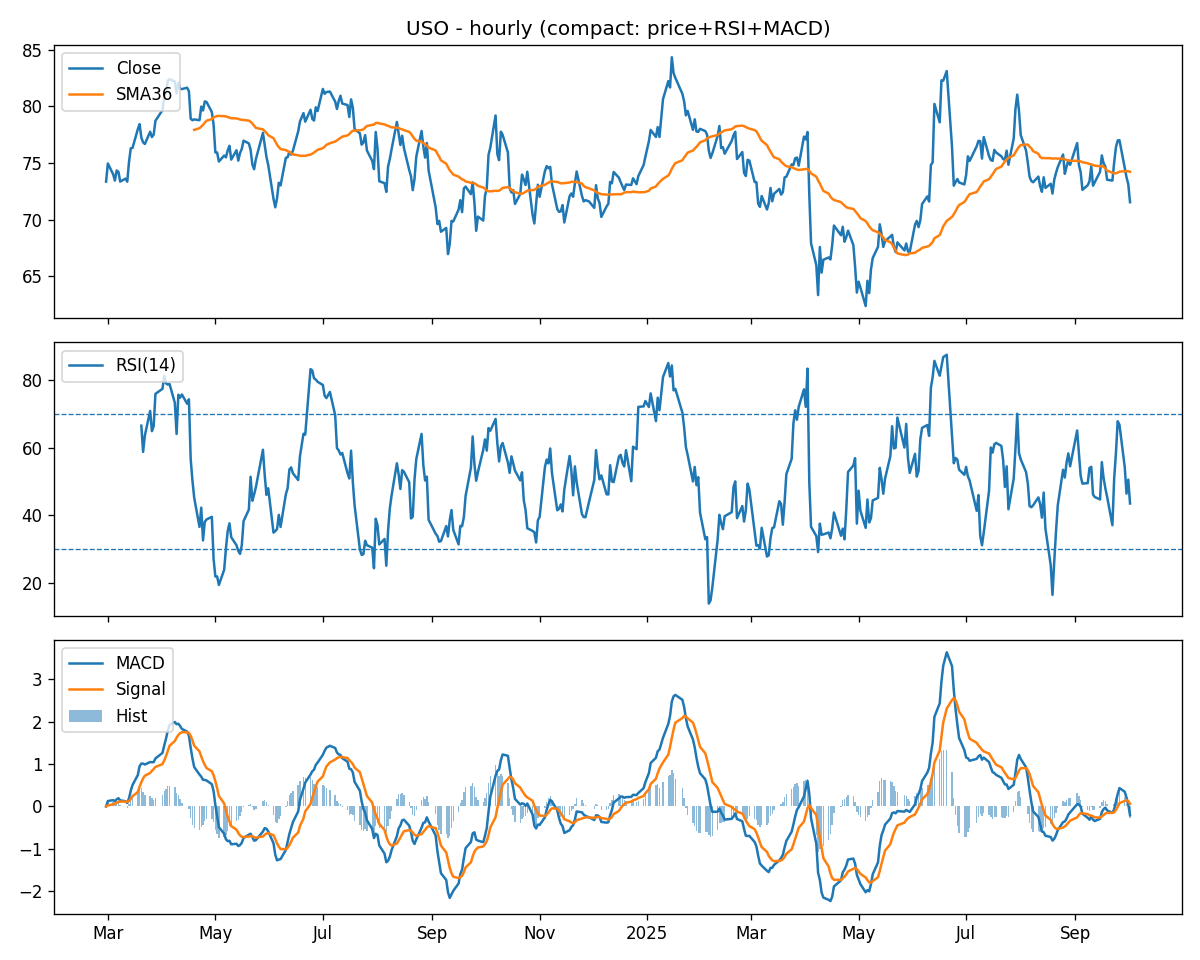 USO - hourly (compact: price+RSI+MACD)
85
80
75
70
65
Close
SMA36
80
60
40
20
RSI(14)
3
2
1
0
−1
−2
MACD
Signal
Hist
Mar May Jul Sep Nov 2025 Mar May Jul Sep